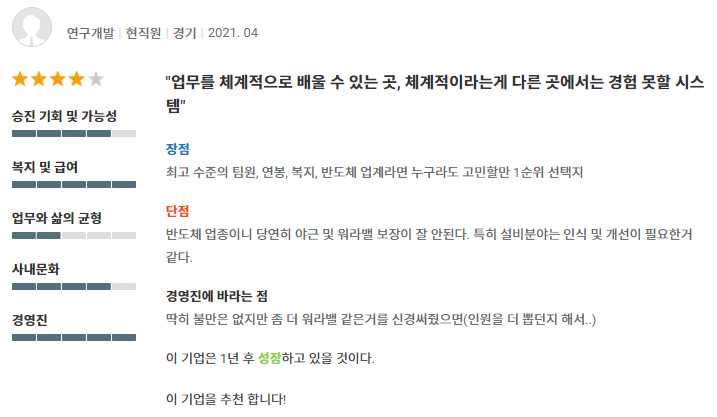 연구개발 | 현직원 | 경기 | 2021. 04
"업무를 체계적으로 배울 수 있는 곳, 체계적이라는게 다른 곳에서는 경험 못할 시스
템"
승진 기회 및 가능성
복지 및 급여
업무와 삶의 균형
사내문화
경영진
장점
최고 수준의 팀원, 연봉, 복지, 반도체 업계라면 누구라도 고민할만 1순위 선택지
단점
반도체 업종이니 당연히 야근 및 워라밸 보장이 잘 안된다. 특히 설비분야는 인식 및 개선이 필요한거
같다.
경영진에 바라는 점
딱히 불만은 없지만 좀 더 워라밸 같은거를 신경써줬으면(인원을 더 뽑던지 해서..)
이 기업은 1년 후 성장하고 있을 것이다.
이 기업을 추천 합니다!